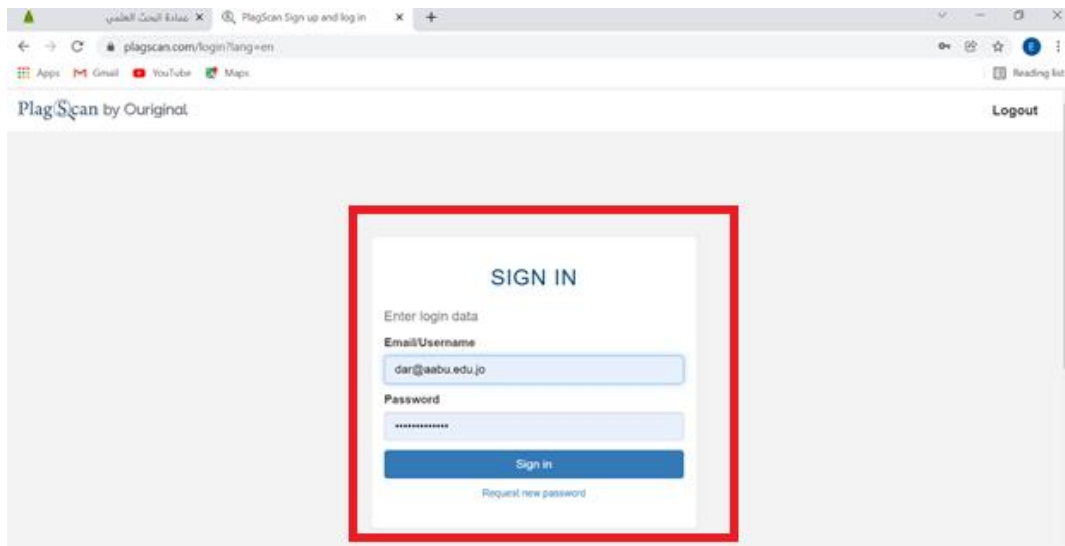 عمادة البحث العلمي
PlagScan Sign up and log in
plagscan.com/login?lang=en
E
Apps Gmail YouTube Maps
Reading list
PlagScan by Ouriginal
Logout
SIGN IN
Enter login data
Email/Username
dar@aabu.edu.jo
Password
•••••••••••••
Sign in
Request new password